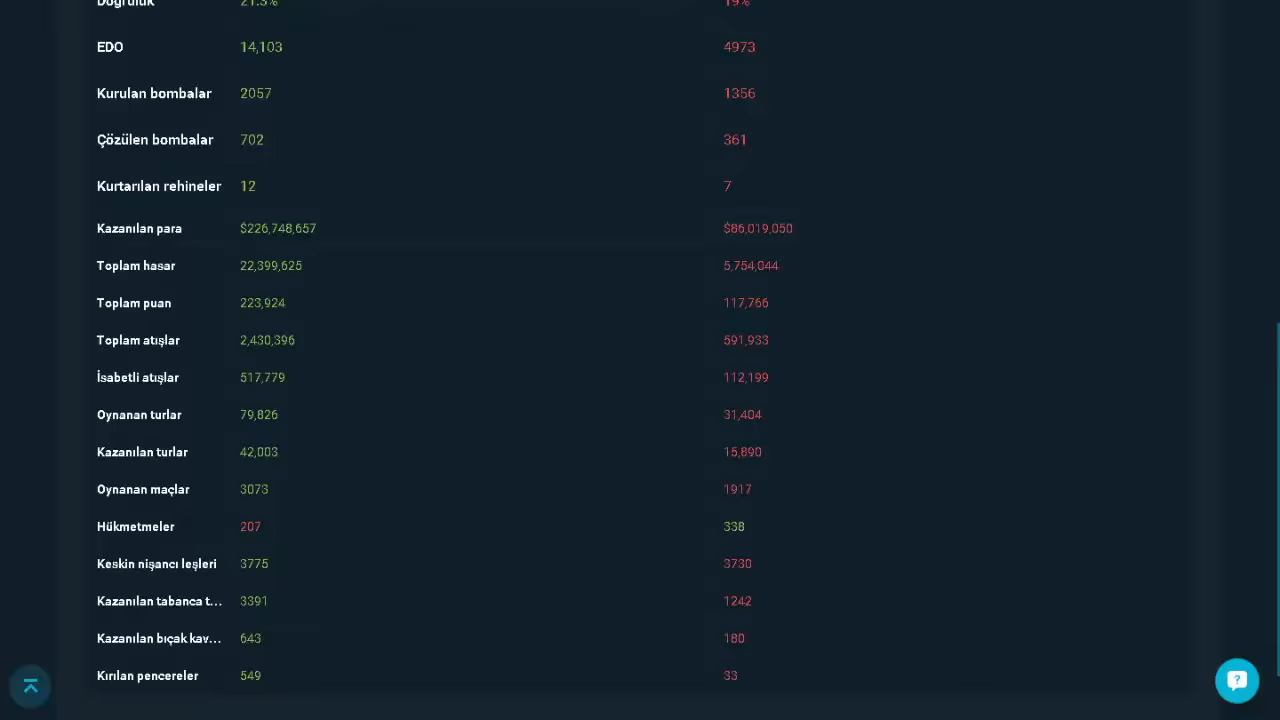 Doğruluk 21.3% 19%
EDO 14,103 4973
Kurulan bombalar 2057 1356
Çözülen bombalar 702 361
Kurtarılan rehineler 12 7
Kazanılan para $226,748,657 $86,019,050
Toplam hasar 22,399,625 5,754,044
Toplam puan 223,924 117,766
Toplam atışlar 2,430,396 591,933
İsabetli atışlar 517,779 112,199
Oynanan turlar 79,826 31,404
Kazanılan turlar 42,003 15,890
Oynanan maçlar 3073 1917
Hükmetmeler 207 338
Keskin nişancı leşleri 3775 3730
Kazanılan tabanca t... 3391 1242
Kazanılan bıçak kav... 643 180
Kırılan pencereler 549 33